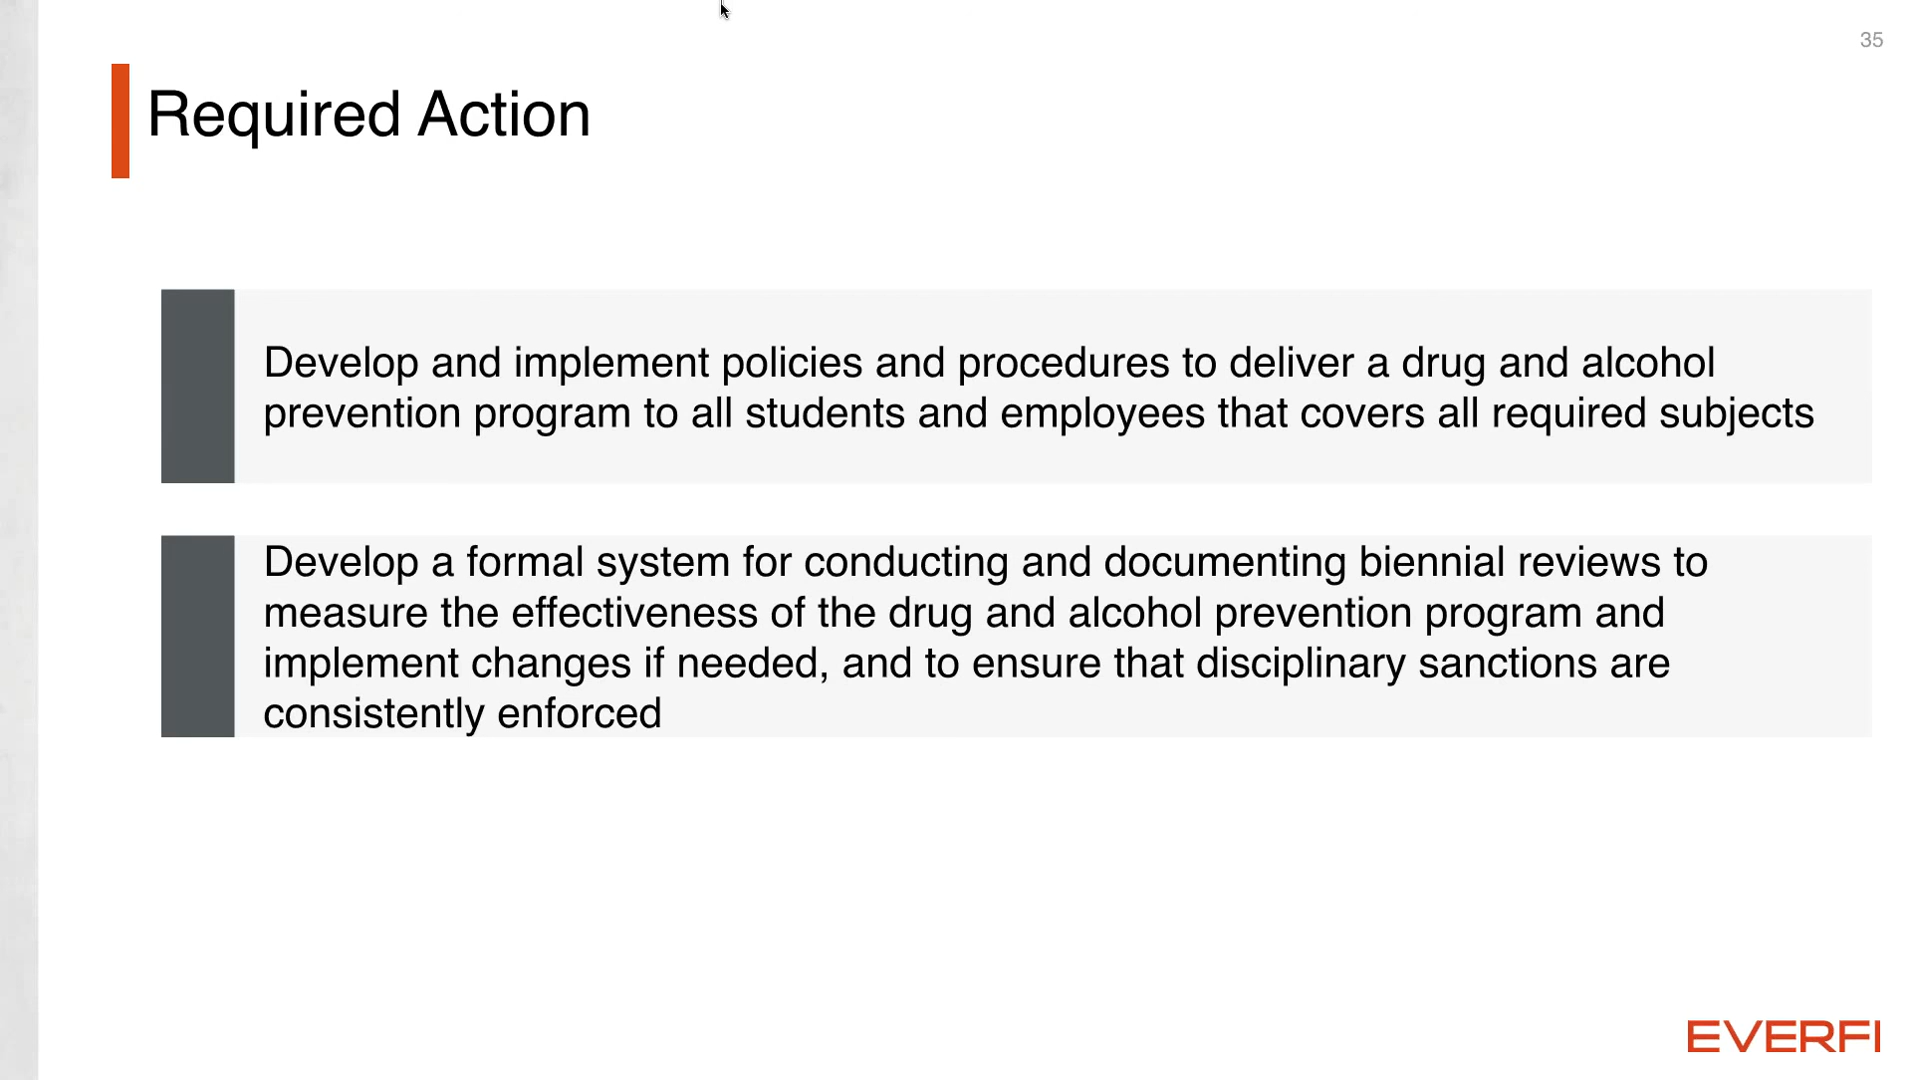 35
Required Action
Develop and implement policies and procedures to deliver a drug and alcohol
prevention program to all students and employees that covers all required subjects
Develop a formal system for conducting and documenting biennial reviews to
measure the effectiveness of the drug and alcohol prevention program and
implement changes if needed, and to ensure that disciplinary sanctions are
consistently enforced
EVERFI